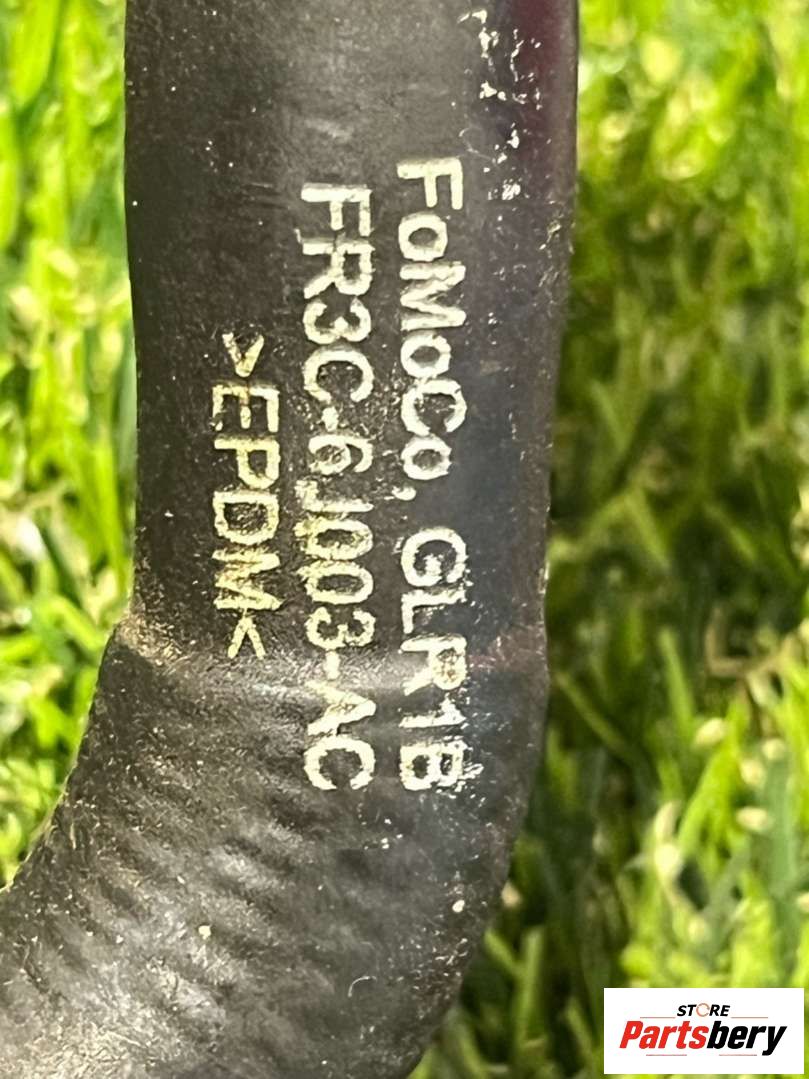 FoMoCo, GLR1B
FR3C-6J003-AC
>EPDM<
STORE
Partsbery